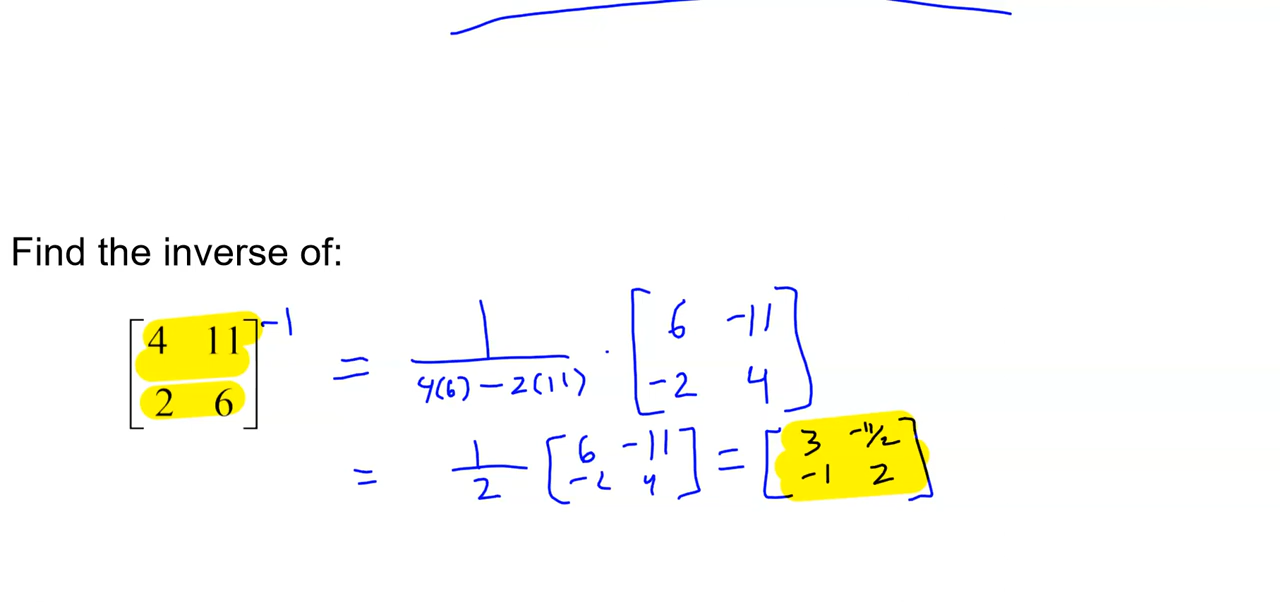 Find the inverse of:
[4 11; 2 6]^-1 = 1/(4(6) - 2(11)) · [6 -11; -2 4]
= 1/2 [6 -11; -2 4] = [3 -11/2; -1 2]